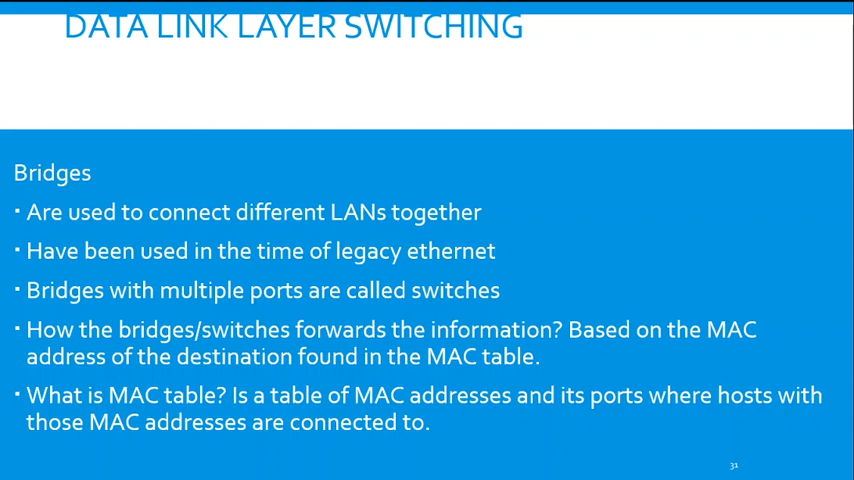 DATA LINK LAYER SWITCHING
Bridges
▪ Are used to connect different LANs together
▪ Have been used in the time of legacy ethernet
▪ Bridges with multiple ports are called switches
▪ How the bridges/switches forwards the information? Based on the MAC
address of the destination found in the MAC table.
▪ What is MAC table? Is a table of MAC addresses and its ports where hosts with
those MAC addresses are connected to.
31